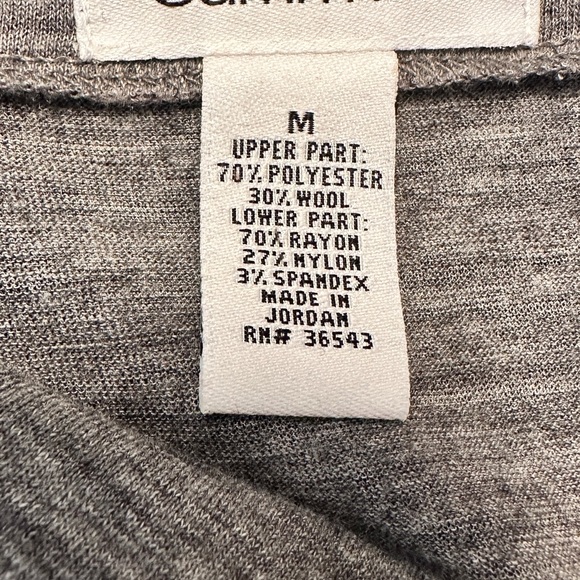 M
UPPER PART:
70% POLYESTER
30% WOOL
LOWER PART:
70% RAYON
27% NYLON
3% SPANDEX
MADE IN
JORDAN
RN# 36543